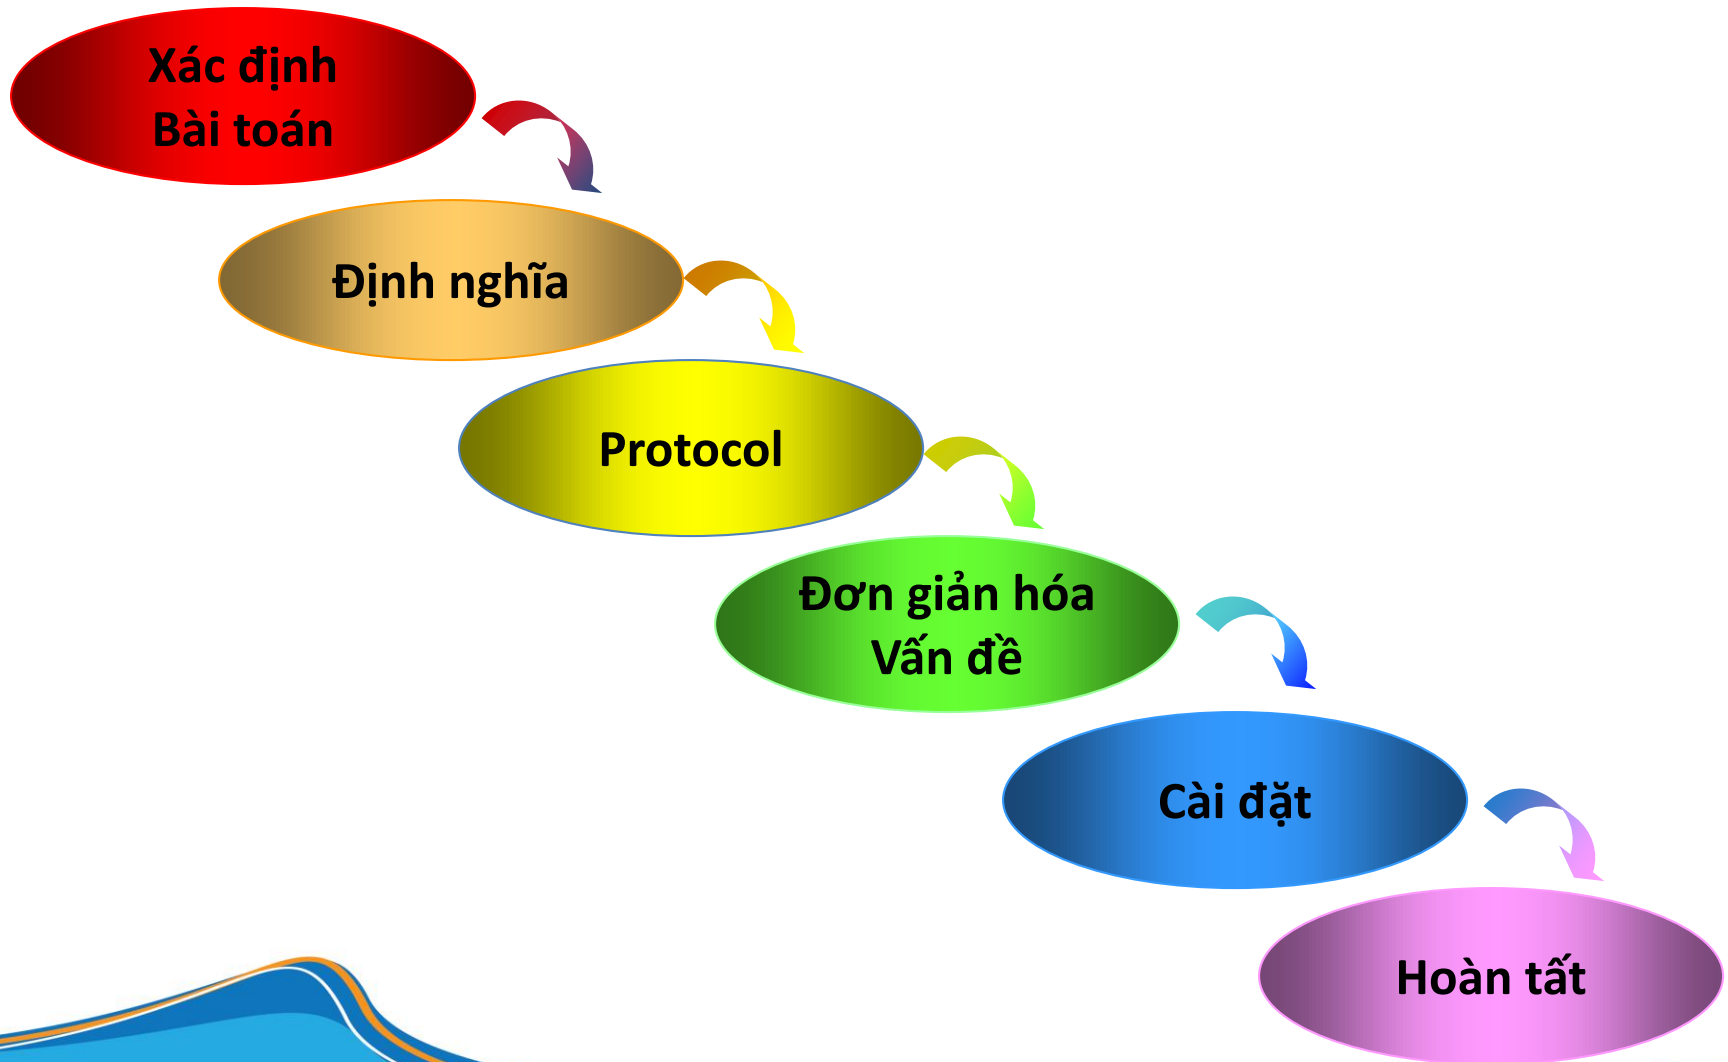 Xác định
Bài toán
Định nghĩa
Protocol
Đơn giản hóa
Vấn đề
Cài đặt
Hoàn tất